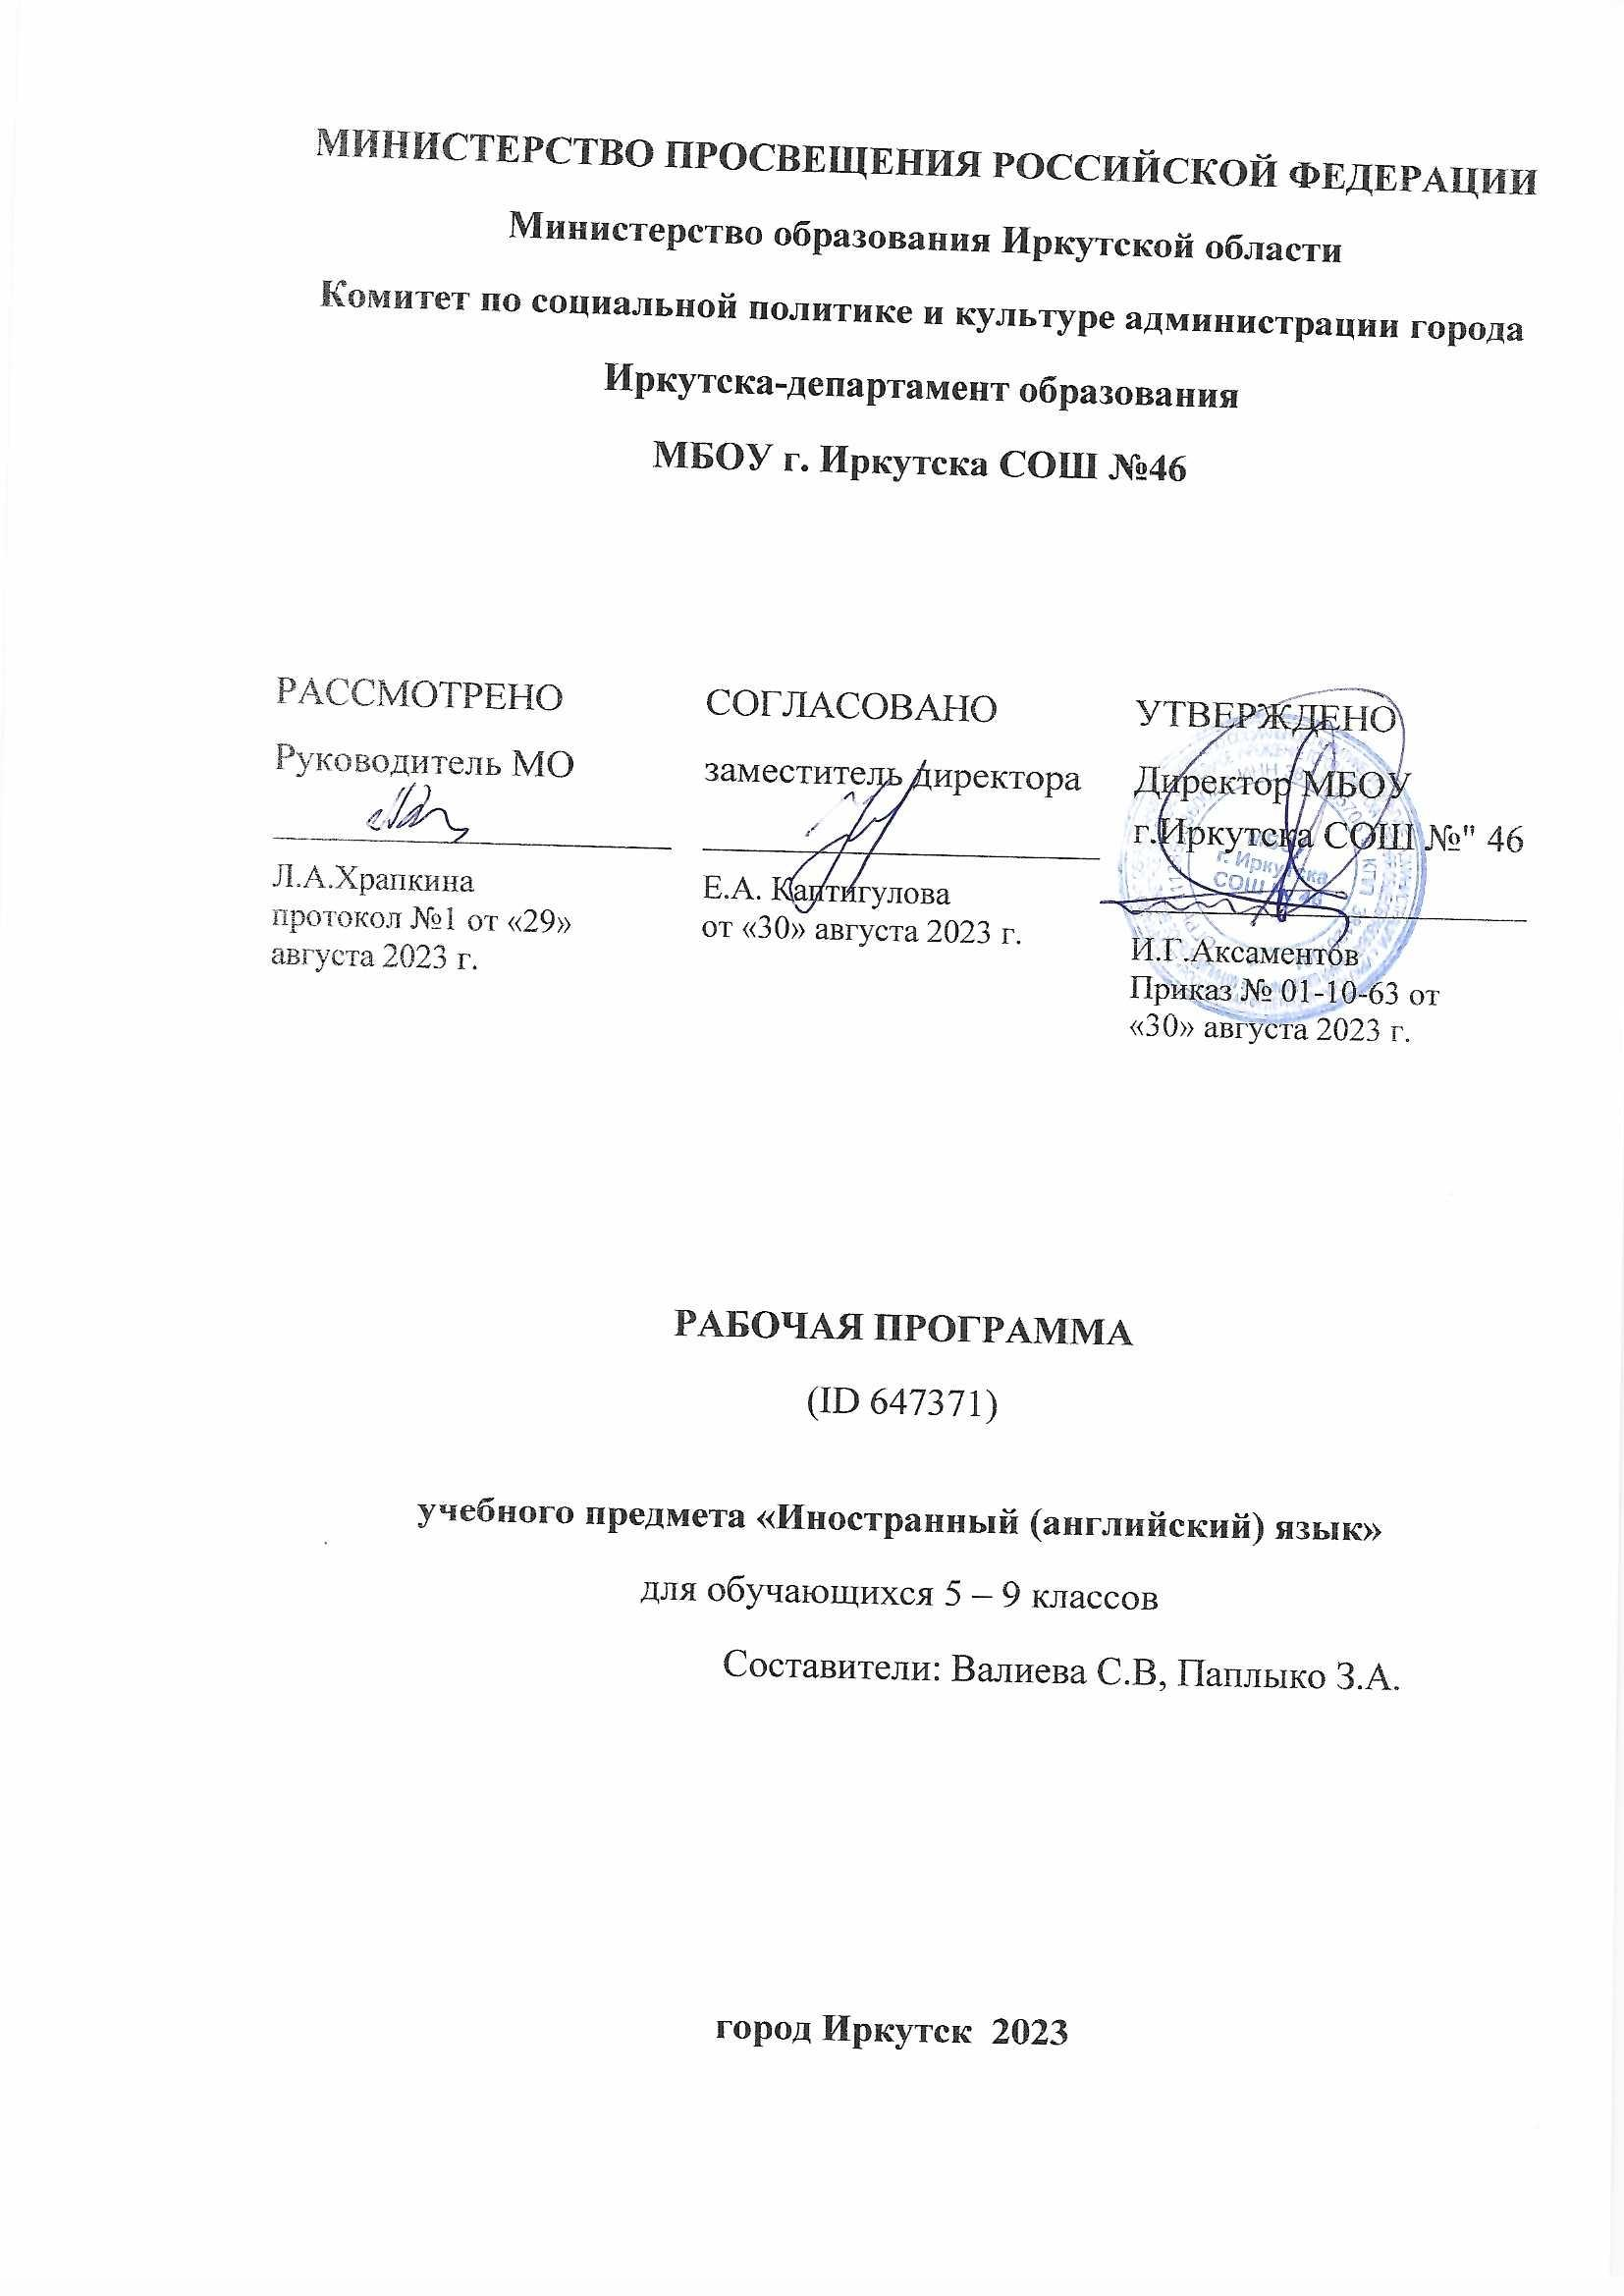 МИНИСТЕРСТВО ПРОСВЕЩЕНИЯ РОССИЙСКОЙ ФЕДЕРАЦИИ
Министерство образования Иркутской области
Комитет по социальной политике и культуре администрации города
Иркутска-департамент образования
МБОУ г. Иркутска СОШ №46
РАССМОТРЕНО
Руководитель МО
Л.А.Храпкина
протокол №1 от «29»
августа 2023 г.
СОГЛАСОВАНО
заместитель директора
Е.А. Каптигулова
от «30» августа 2023 г.
УТВЕРЖДЕНО
Директор МБОУ
г.Иркутска СОШ №" 46
г. Иркутска
СОШ
И.Г.Аксаментов
Приказ № 01-10-63 от
«30» августа 2023 г.
РАБОЧАЯ ПРОГРАММА
(ID 647371)
учебного предмета «Иностранный (английский) язык»
для обучающихся 5 – 9 классов
Составители: Валиева С.В, Паплыко З.А.
город Иркутск 2023